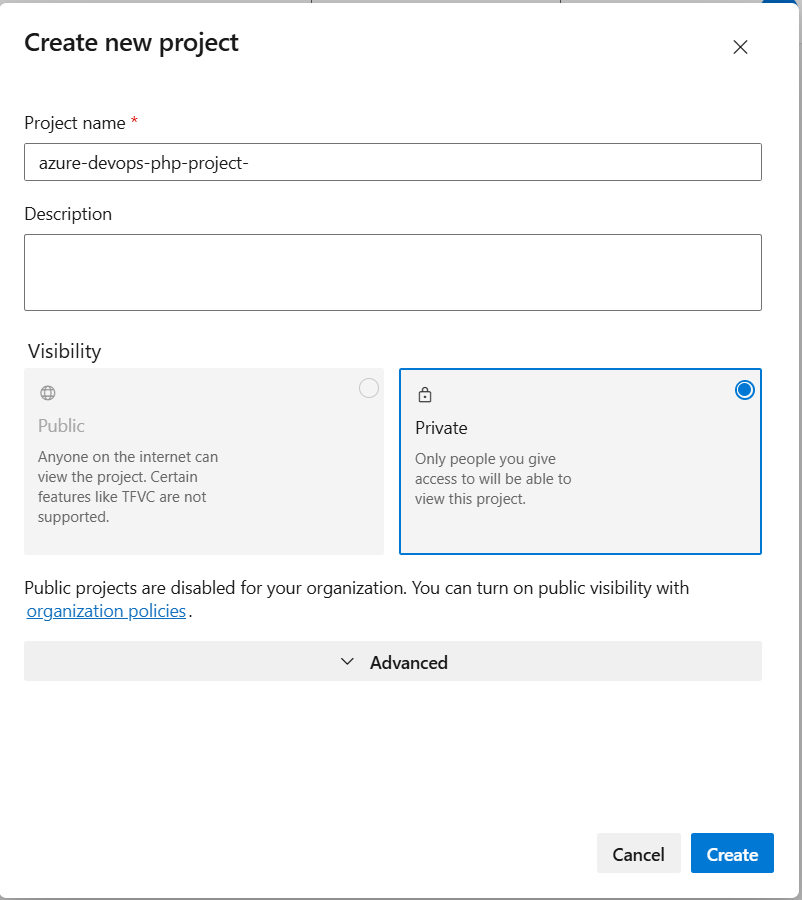 Create new project
Project name *
azure-devops-php-project-
Description
Visibility
Public
Anyone on the internet can
view the project. Certain
features like TFVC are not
supported.
Private
Only people you give
access to will be able to
view this project.
Public projects are disabled for your organization. You can turn on public visibility with
organization policies.
Advanced
Cancel
Create